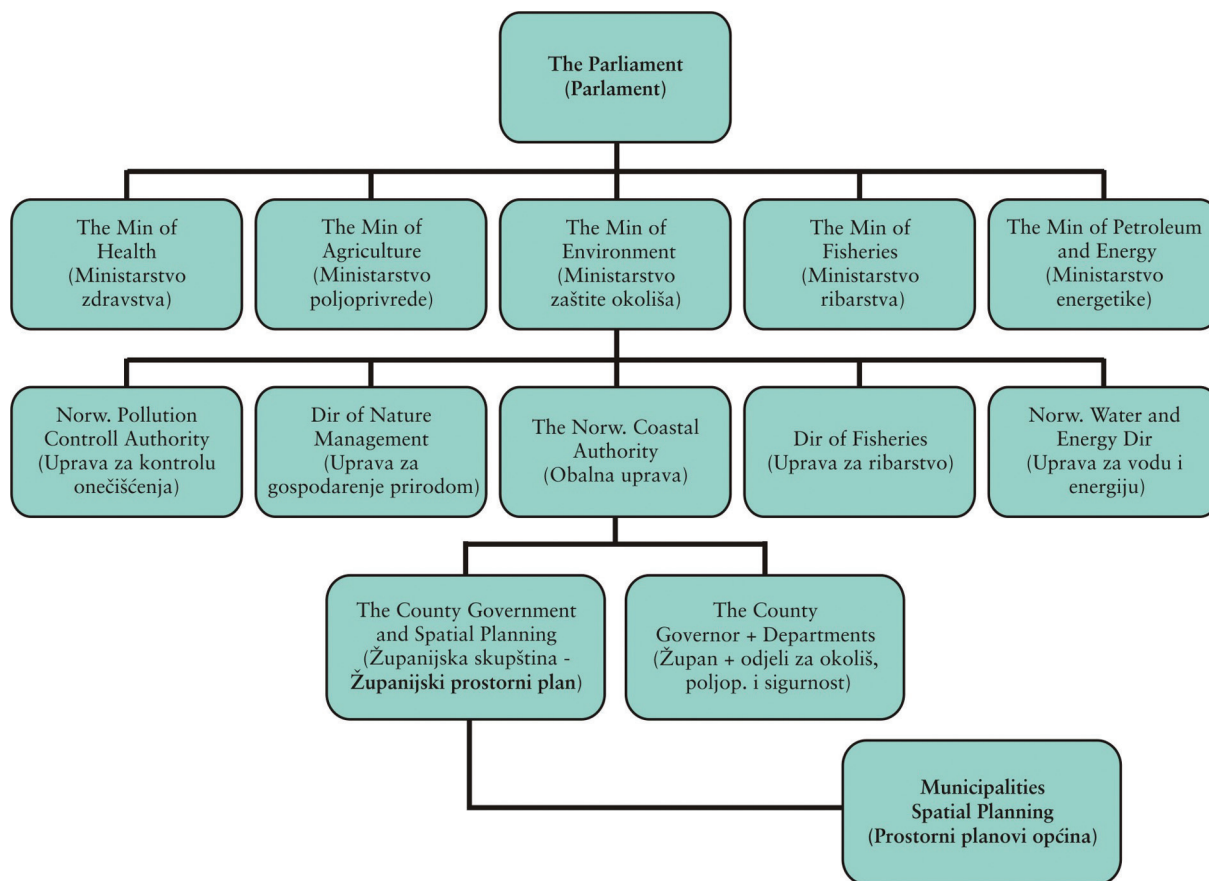 The Parliament
(Parlament)
The Min of
Health
(Ministarstvo
zdravstva)
The Min of
Agriculture
(Ministarstvo
poljoprivrede)
The Min of
Environment
(Ministarstvo
zaštite okoliša)
The Min of
Fisheries
(Ministarstvo
ribarstva)
The Min of Petroleum
and Energy
(Ministarstvo
energetike)
Norw. Pollution
Controll Authority
(Uprava za kontrolu
onečišćenja)
Dir of Nature
Management
(Uprava za
gospodarenje prirodom)
The Norw. Coastal
Authority
(Obalna uprava)
Dir of Fisheries
(Uprava za ribarstvo)
Norw. Water and
Energy Dir
(Uprava za vodu i
energiju)
The County Government
and Spatial Planning
(Županijska skupština -
Županijski prostorni plan)
The County
Governor + Departments
(Župan + odjeli za okoliš,
poljop. i sigurnost)
Municipalities
Spatial Planning
(Prostorni planovi općina)